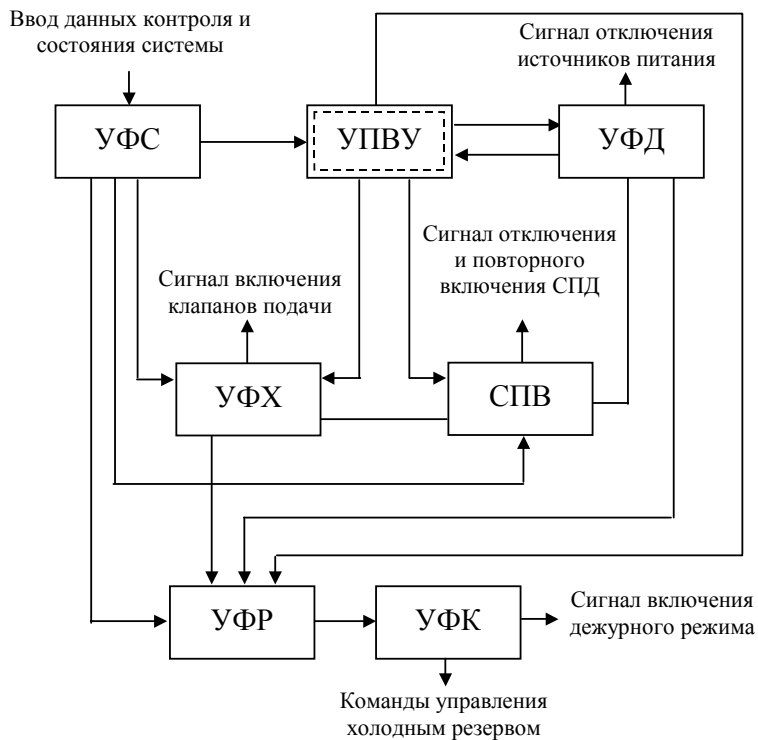 Ввод данных контроля и
состояния системы
Сигнал отключения
источников питания
УФС
УПВУ
УФД
Сигнал отключения
и повторного
включения СПД
Сигнал включения
клапанов подачи
УФХ
СПВ
УФР
УФК
Сигнал включения
дежурного режима
Команды управления
холодным резервом